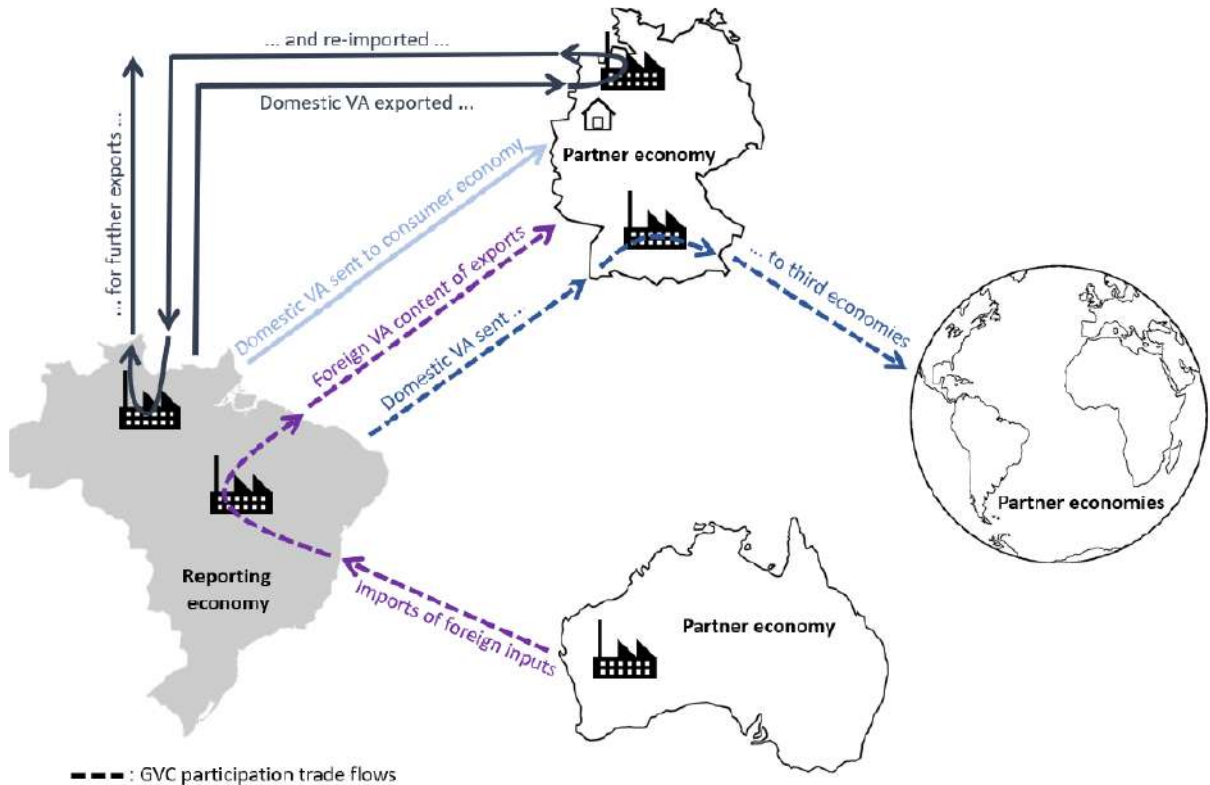 ... and re-imported ...
Domestic VA exported ...
... for further exports ...
Partner economy
Domestic VA sent to consumer economy
Foreign VA content of exports
Domestic VA sent ..
... to third economies
Partner economies
Reporting
economy
Imports of foreign inputs
Partner economy
: GVC participation trade flows